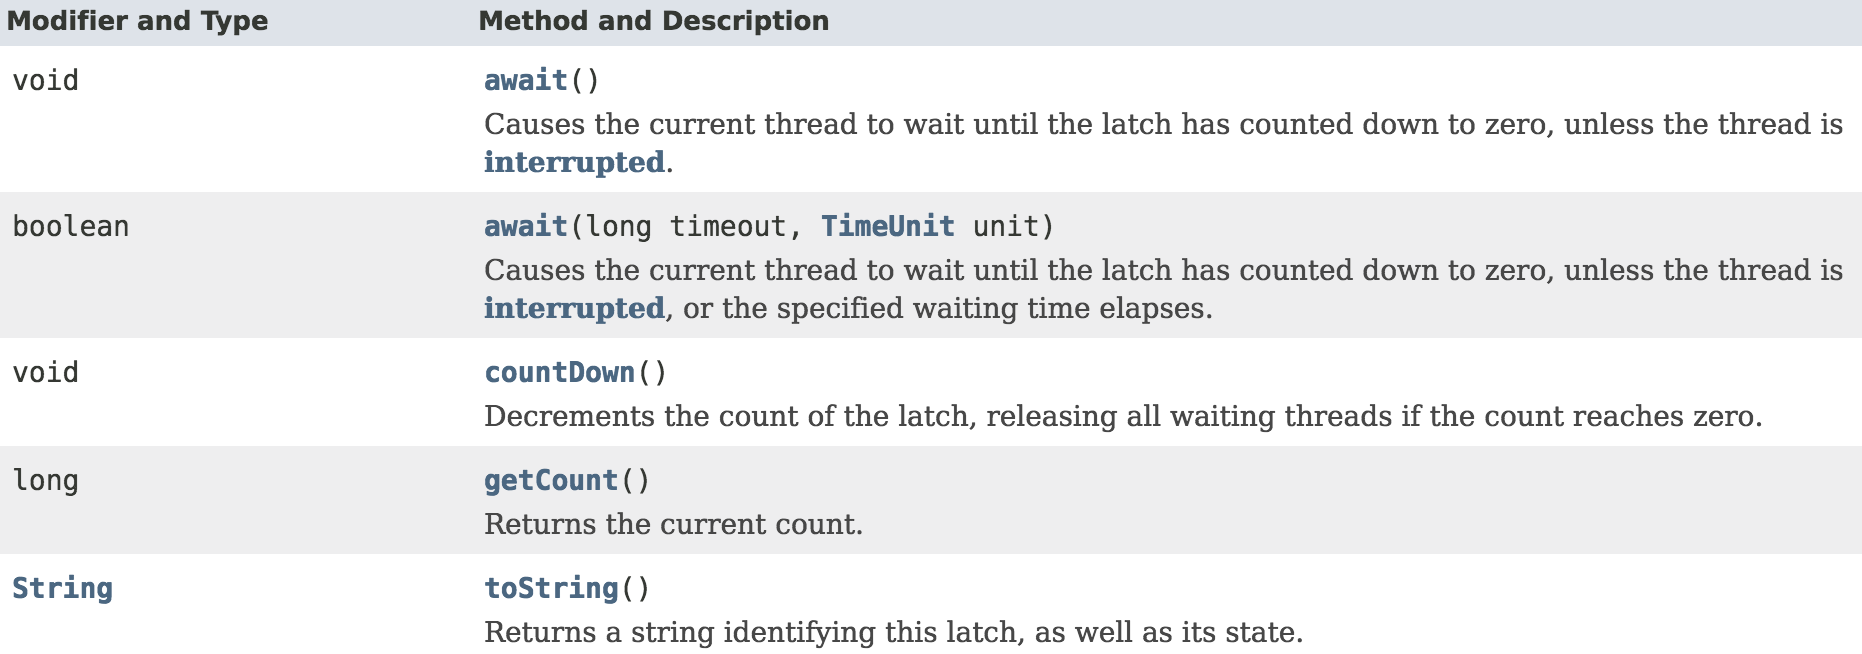 Modifier and Type Method and Description
void await()
Causes the current thread to wait until the latch has counted down to zero, unless the thread is
interrupted.
boolean await(long timeout, TimeUnit unit)
Causes the current thread to wait until the latch has counted down to zero, unless the thread is
interrupted, or the specified waiting time elapses.
void countDown()
Decrements the count of the latch, releasing all waiting threads if the count reaches zero.
long getCount()
Returns the current count.
String toString()
Returns a string identifying this latch, as well as its state.